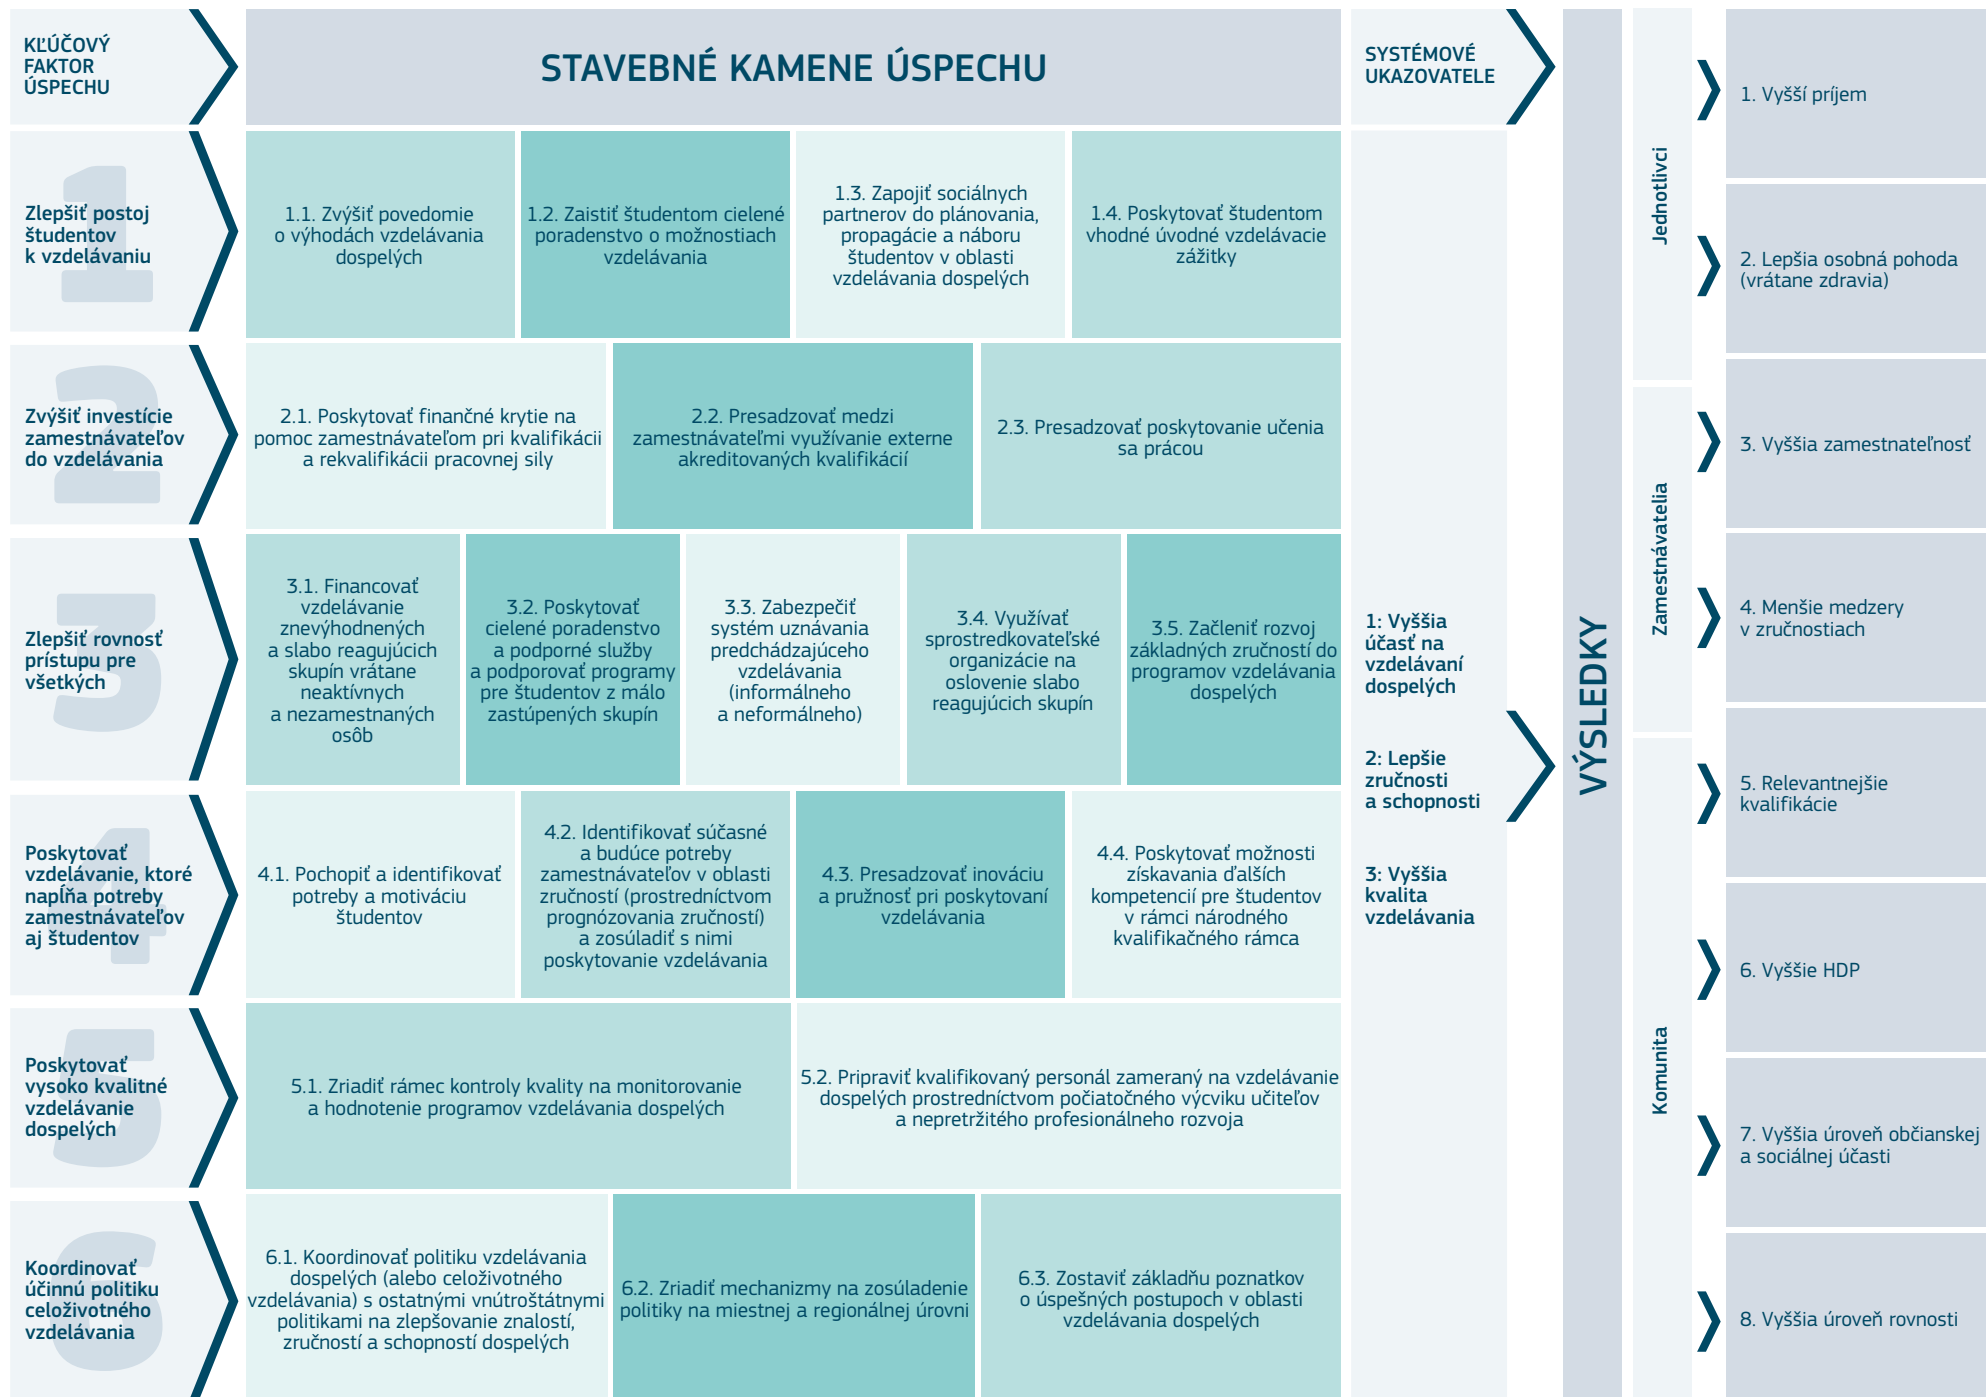 KĽÚČOVÝ
FAKTOR
ÚSPECHU
STAVEBNÉ KAMENE ÚSPECHU
SYSTÉMOVÉ
UKAZOVATELE
1
Zlepšiť postoj
študentov
k vzdelávaniu
1.1. Zvýšiť povedomie
o výhodách vzdelávania
dospelých
1.2. Zaistiť študentom cielené
poradenstvo o možnostiach
vzdelávania
1.3. Zapojiť sociálnych
partnerov do plánovania,
propagácie a náboru
študentov v oblasti
vzdelávania dospelých
1.4. Poskytovať študentom
vhodné úvodné vzdelávacie
zážitky
2
Zvýšiť investície
zamestnávateľov
do vzdelávania
2.1. Poskytovať finančné krytie na
pomoc zamestnávateľom pri kvalifikácii
a rekvalifikácii pracovnej sily
2.2. Presadzovať medzi
zamestnávateľmi využívanie externe
akreditovaných kvalifikácií
2.3. Presadzovať poskytovanie učenia
sa prácou
3
Zlepšiť rovnosť
prístupu pre
všetkých
3.1. Financovať
vzdelávanie
znevýhodnených
a slabo reagujúcich
skupín vrátane
neaktívnych
a nezamestnaných
osôb
3.2. Poskytovať
cielené poradenstvo
a podporné služby
a podporovať programy
pre študentov z málo
zastúpených skupín
3.3. Zabezpečiť
systém uznávania
predchádzajúceho
vzdelávania
(informálneho
a neformálneho)
3.4. Využívať
sprostredkovateľské
organizácie na
oslovenie slabo
reagujúcich skupín
3.5. Začleniť rozvoj
základných zručností do
programov vzdelávania
dospelých
4
Poskytovať
vzdelávanie, ktoré
napĺňa potreby
zamestnávateľov
aj študentov
4.1. Pochopiť a identifikovať
potreby a motiváciu
študentov
4.2. Identifikovať súčasné
a budúce potreby
zamestnávateľov v oblasti
zručností (prostredníctvom
prognózovania zručností)
a zosúladiť s nimi
poskytovanie vzdelávania
4.3. Presadzovať inováciu
a pružnosť pri poskytovaní
vzdelávania
4.4. Poskytovať možnosti
získavania ďalších
kompetencií pre študentov
v rámci národného
kvalifikačného rámca
5
Poskytovať
vysoko kvalitné
vzdelávanie
dospelých
5.1. Zriadiť rámec kontroly kvality na monitorovanie
a hodnotenie programov vzdelávania dospelých
5.2. Pripraviť kvalifikovaný personál zameraný na vzdelávanie
dospelých prostredníctvom počiatočného výcviku učiteľov
a nepretržitého profesionálneho rozvoja
6
Koordinovať
účinnú politiku
celoživotného
vzdelávania
6.1. Koordinovať politiku vzdelávania
dospelých (alebo celoživotného
vzdelávania) s ostatnými vnútroštátnymi
politikami na zlepšovanie znalostí,
zručností a schopností dospelých
6.2. Zriadiť mechanizmy na zosúladenie
politiky na miestnej a regionálnej úrovni
6.3. Zostaviť základňu poznatkov
o úspešných postupoch v oblasti
vzdelávania dospelých
1: Vyššia
účasť na
vzdelávaní
dospelých
2: Lepšie
zručnosti
a schopnosti
3: Vyššia
kvalita
vzdelávania
VÝSLEDKY
Jednotlivci
Zamestnávatelia
Komunita
1. Vyšší príjem
2. Lepšia osobná pohoda
(vrátane zdravia)
3. Vyššia zamestnateľnosť
4. Menšie medzery
v zručnostiach
5. Relevantnejšie
kvalifikácie
6. Vyššie HDP
7. Vyššia úroveň občianskej
a sociálnej účasti
8. Vyššia úroveň rovnosti